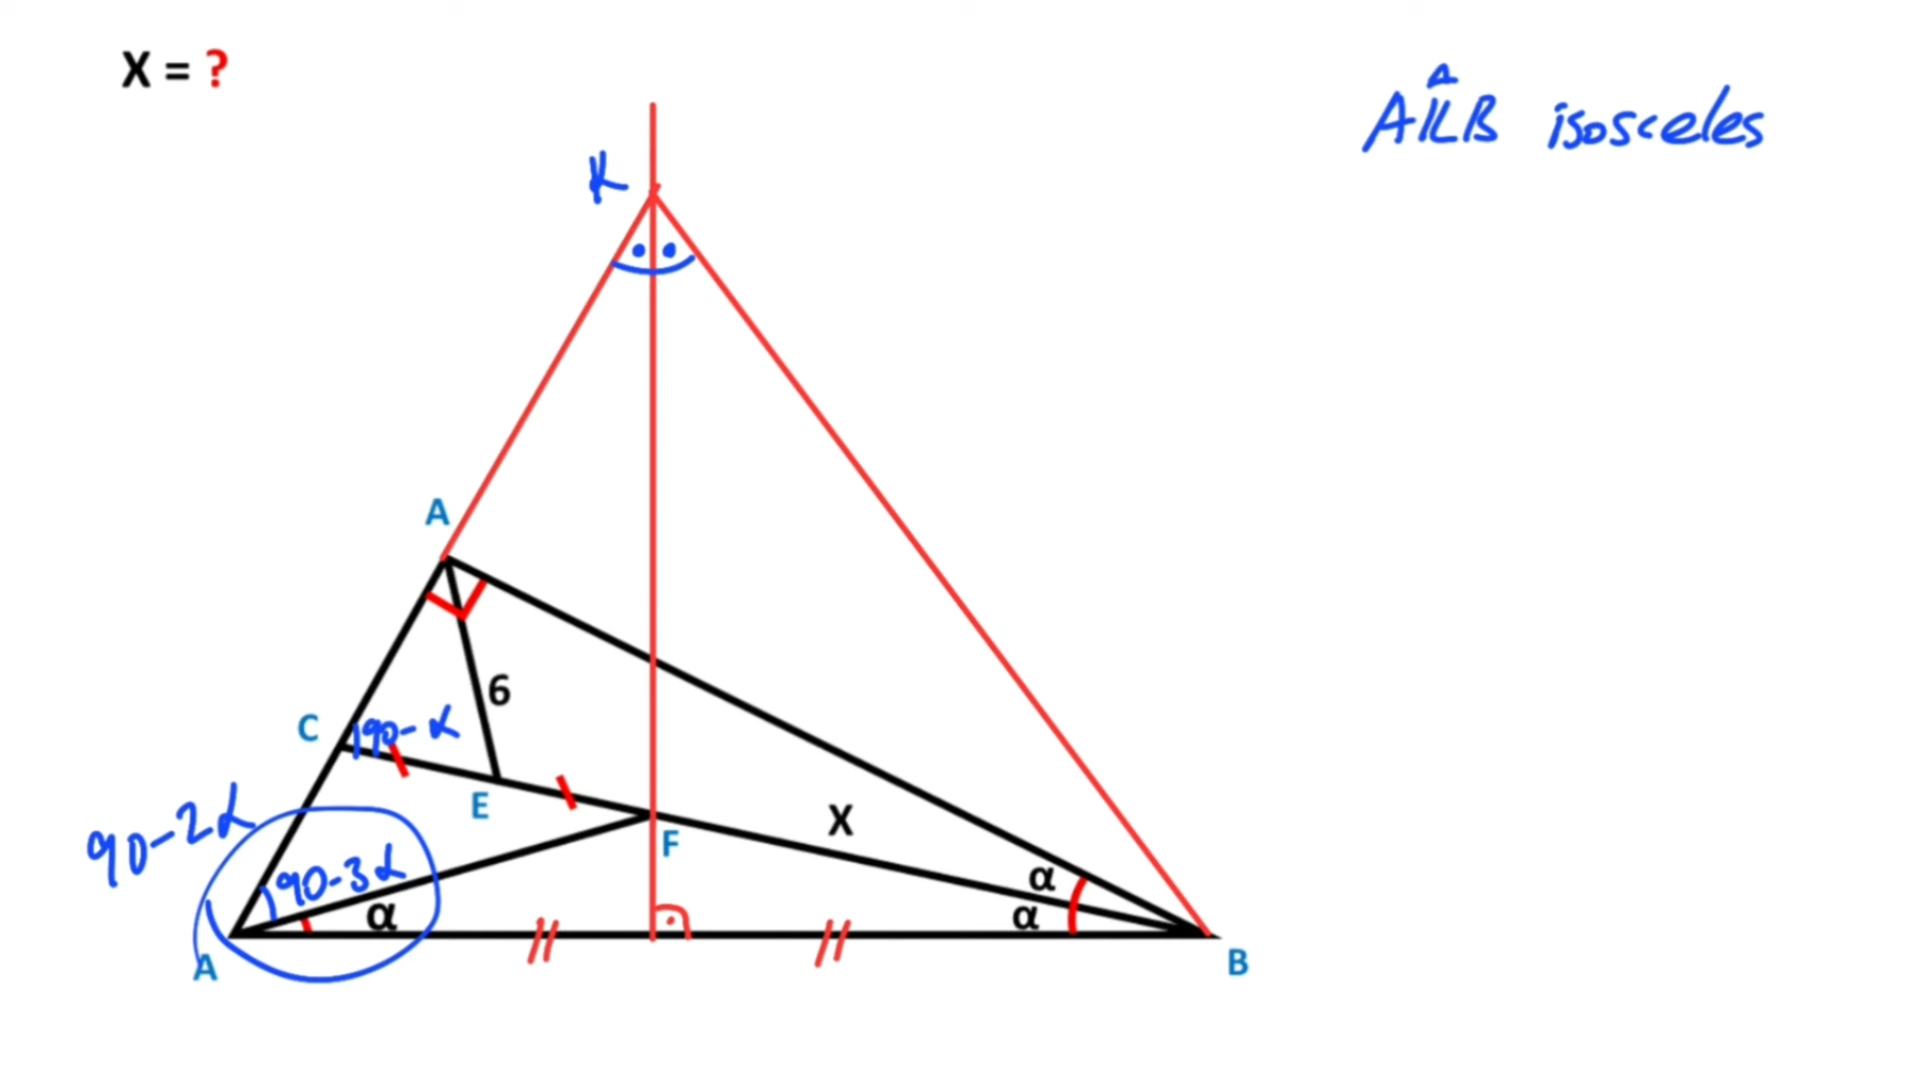 X = ?
AKB isosceles
K
A
6
C
90-α
E
X
90-2α
F
90-3α
α
α
α
A
B